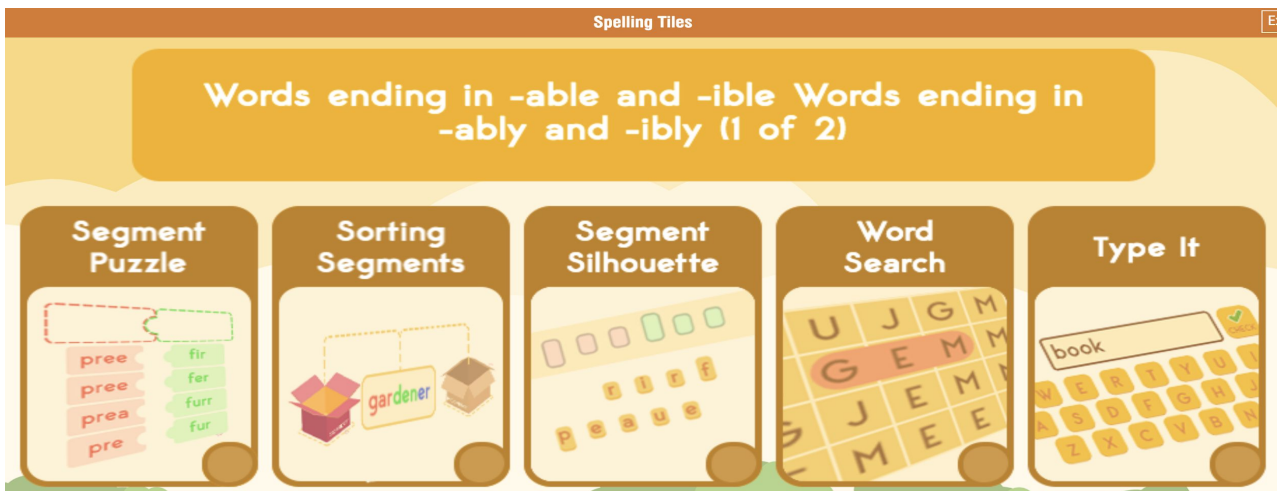 Spelling Tiles
Words ending in -able and -ible Words ending in
-ably and -ibly (1 of 2)
Segment
Puzzle
pree
fir
pree
fer
prea
furr
pre
fur
Sorting
Segments
gardener
Segment
Silhouette
r i r f
p e a u e
Word
Search
U J G M
G E M M
G J E M N
M E E
Type It
book
CHECK
W E R T Y U I
A S D F G H J
Z X C V B N